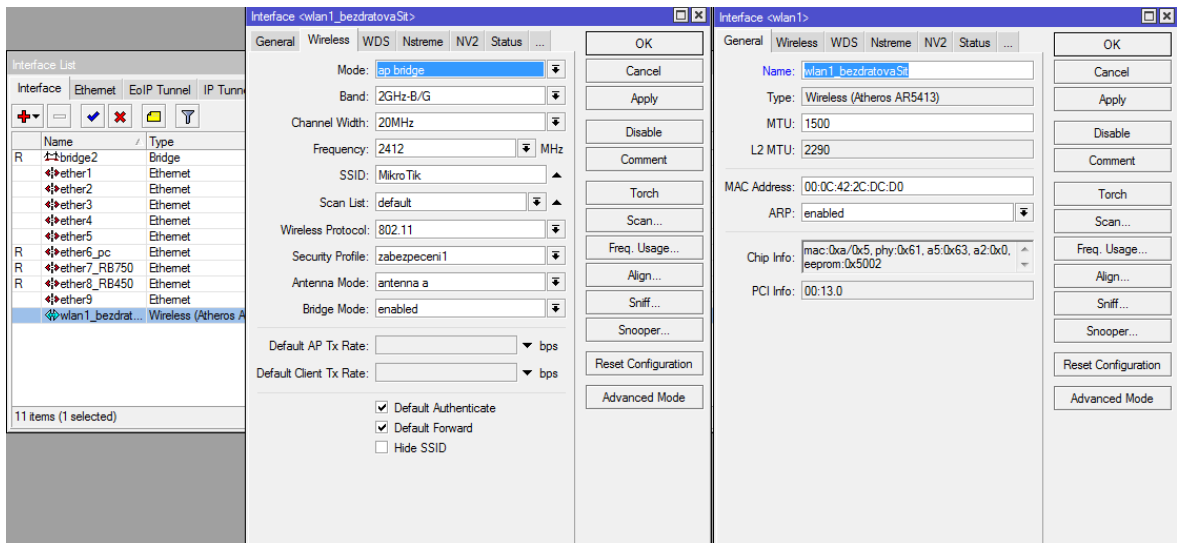 Interface List
Interface Ethernet EoIP Tunnel IP Tunn
Name / Type
R bridge2 Bridge
ether1 Ethernet
ether2 Ethernet
ether3 Ethernet
ether4 Ethernet
ether5 Ethernet
R ether6_pc Ethernet
R ether7_RB750 Ethernet
R ether8_RB450 Ethernet
ether9 Ethernet
wlan1_bezdrat... Wireless (Atheros A
11 items (1 selected)
Interface <wlan1_bezdratovaSit>
General Wireless WDS Nstreme NV2 Status ...
Mode: ap bridge
Band: 2GHz-B/G
Channel Width: 20MHz
Frequency: 2412 MHz
SSID: MikroTik
Scan List: default
Wireless Protocol: 802.11
Security Profile: zabezpeceni1
Antenna Mode: antenna a
Bridge Mode: enabled
Default AP Tx Rate: bps
Default Client Tx Rate: bps
Default Authenticate
Default Forward
Hide SSID
OK
Cancel
Apply
Disable
Comment
Torch
Scan...
Freq. Usage...
Align...
Sniff...
Snooper...
Reset Configuration
Advanced Mode
Interface <wlan1>
General Wireless WDS Nstreme NV2 Status ...
Name: wlan1_bezdratovaSit
Type: Wireless (Atheros AR5413)
MTU: 1500
L2 MTU: 2290
MAC Address: 00:0C:42:2C:DC:D0
ARP: enabled
Chip Info: mac:0xa/0x5, phy:0x61, a5:0x63, a2:0x0,
eeprom:0x5002
PCI Info: 00:13.0
OK
Cancel
Apply
Disable
Comment
Torch
Scan...
Freq. Usage...
Align...
Sniff...
Snooper...
Reset Configuration
Advanced Mode